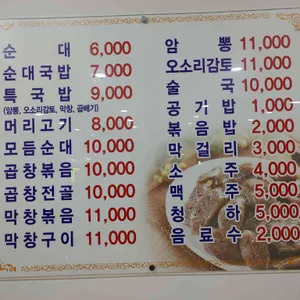 순대 6,000
순대국밥 7,000
특국밥 9,000
(암뽕, 오소리감토, 막창, 곱배기)
머리고기 8,000
모듬순대 10,000
곱창볶음 10,000
곱창전골 10,000
막창볶음 11,000
막창구이 11,000
암뽕 11,000
오소리감토 11,000
술국 10,000
공기밥 1,000
볶음밥 2,000
막걸리 3,000
소주 4,000
맥주 5,000
청하 5,000
음료수 2,000